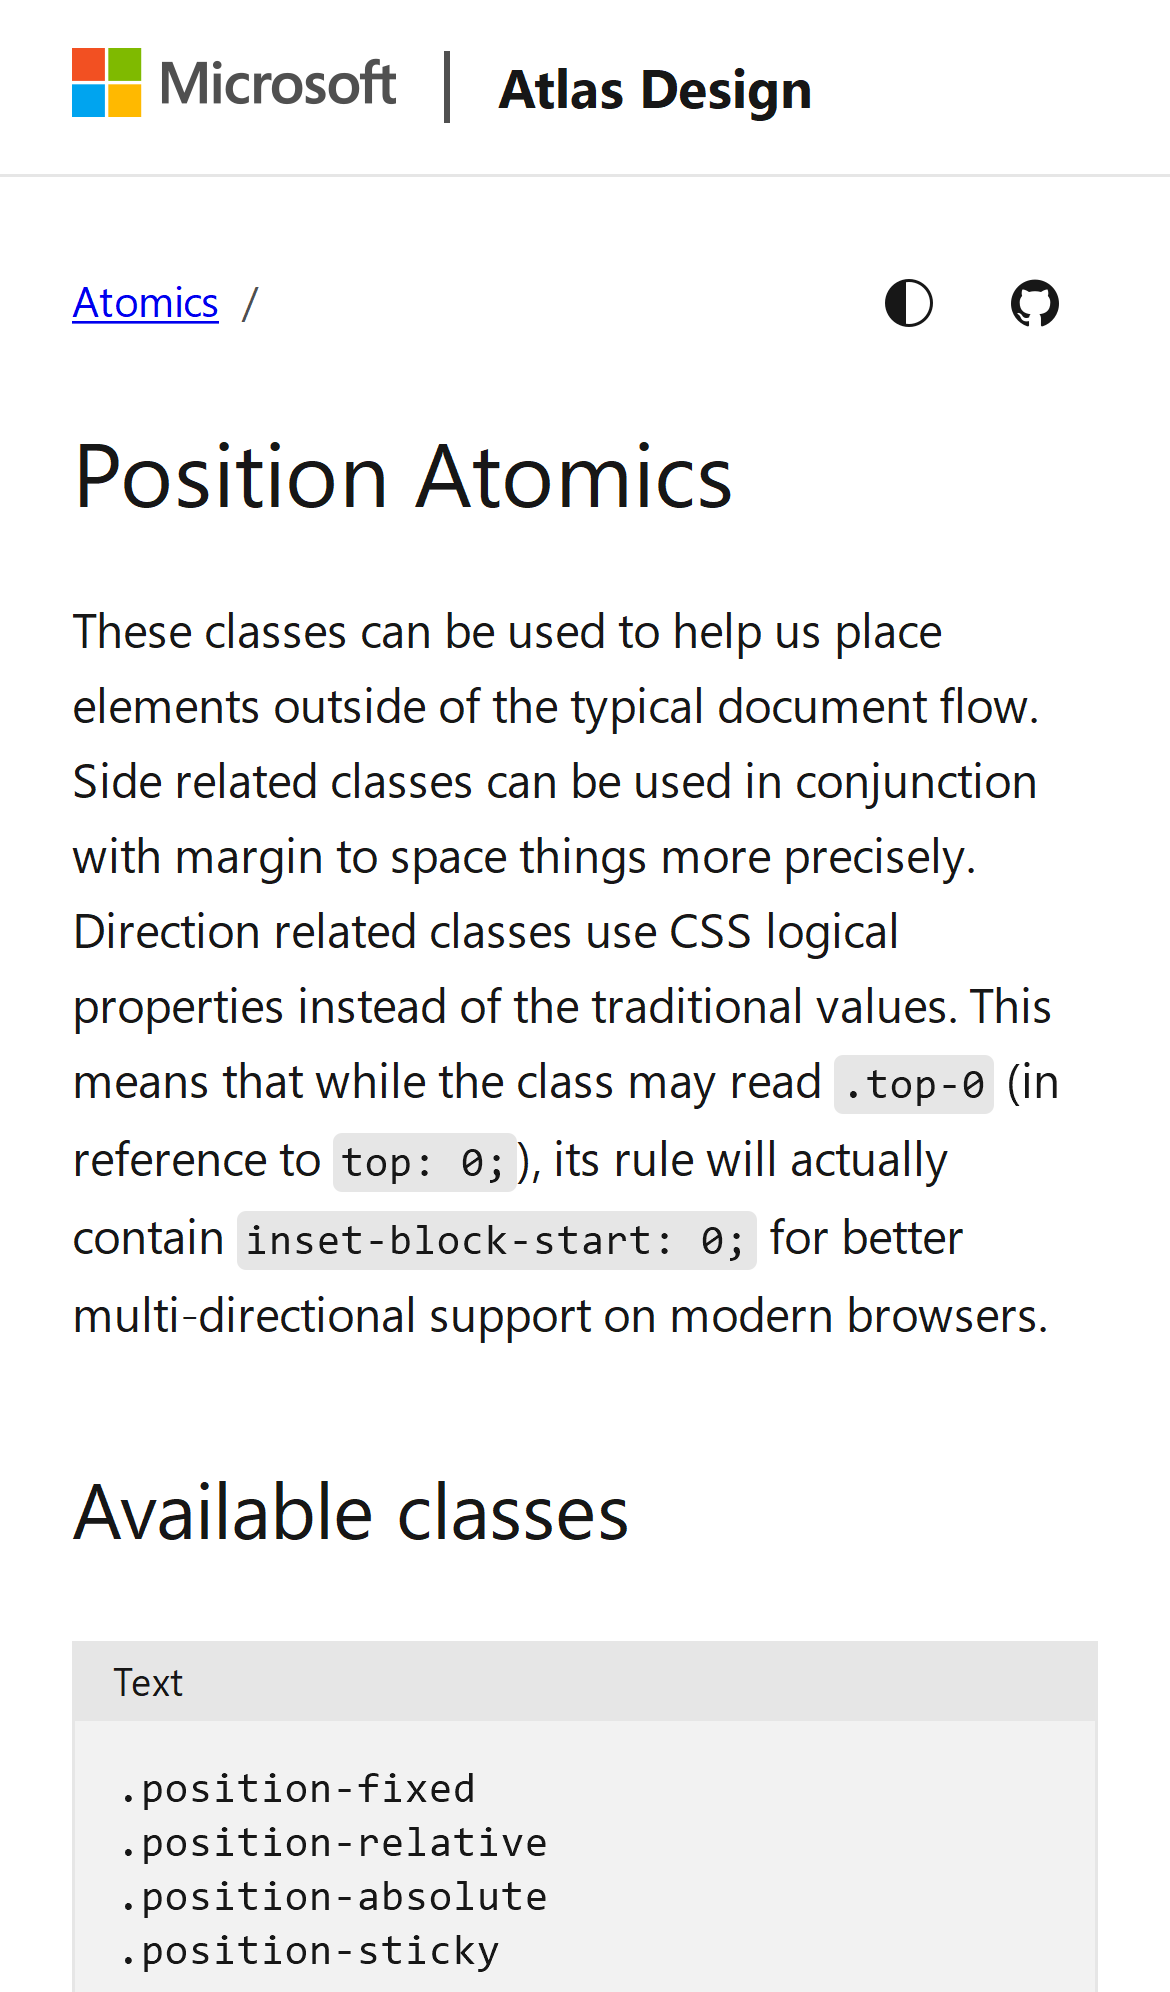 Microsoft | Atlas Design
Atomics /
Position Atomics
These classes can be used to help us place
elements outside of the typical document flow.
Side related classes can be used in conjunction
with margin to space things more precisely.
Direction related classes use CSS logical
properties instead of the traditional values. This
means that while the class may read .top-0 (in
reference to top: 0;), its rule will actually
contain inset-block-start: 0; for better
multi-directional support on modern browsers.
Available classes
Text
.position-fixed
.position-relative
.position-absolute
.position-sticky